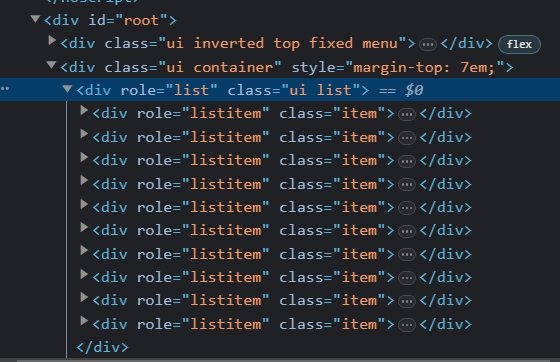 </noscript>
▼<div id="root">
▶<div class="ui inverted top fixed menu">⋯</div> flex
▼<div class="ui container" style="margin-top: 7em;">
⋯ ▼<div role="list" class="ui list"> == $0
▶<div role="listitem" class="item">⋯</div>
▶<div role="listitem" class="item">⋯</div>
▶<div role="listitem" class="item">⋯</div>
▶<div role="listitem" class="item">⋯</div>
▶<div role="listitem" class="item">⋯</div>
▶<div role="listitem" class="item">⋯</div>
▶<div role="listitem" class="item">⋯</div>
▶<div role="listitem" class="item">⋯</div>
▶<div role="listitem" class="item">⋯</div>
▶<div role="listitem" class="item">⋯</div>
</div>